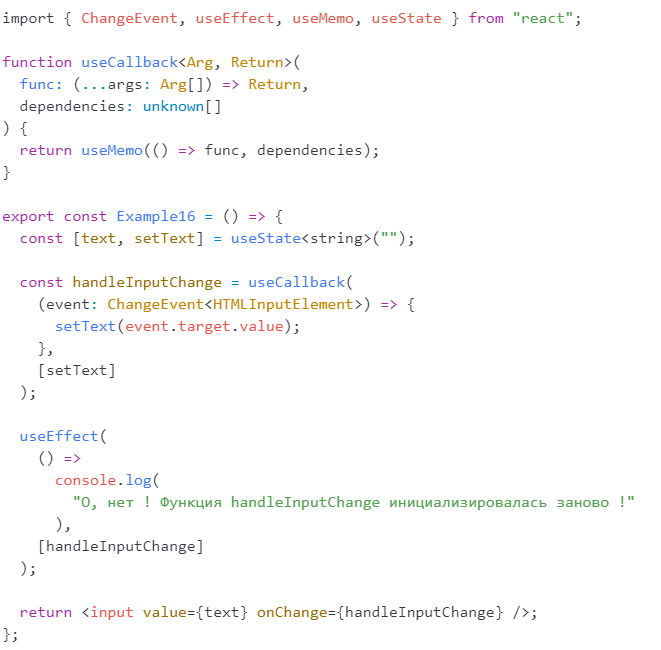 import { ChangeEvent, useEffect, useMemo, useState } from "react";

function useCallback<Arg, Return>(
  func: (...args: Arg[]) => Return,
  dependencies: unknown[]
) {
  return useMemo(() => func, dependencies);
}

export const Example16 = () => {
  const [text, setText] = useState<string>("");

  const handleInputChange = useCallback(
    (event: ChangeEvent<HTMLInputElement>) => {
      setText(event.target.value);
    },
    [setText]
  );

  useEffect(
    () =>
      console.log(
        "О, нет ! Функция handleInputChange инициализировалась заново !"
      ),
    [handleInputChange]
  );

  return <input value={text} onChange={handleInputChange} />;
};